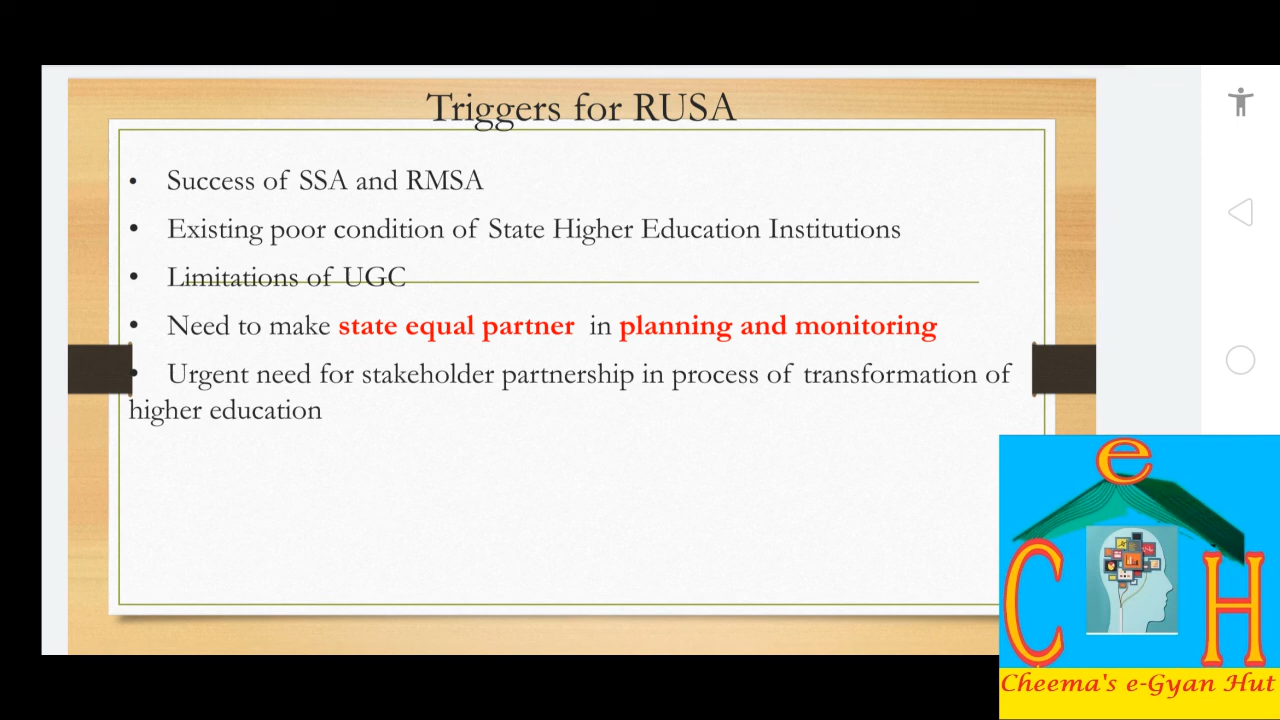 Triggers for RUSA
• Success of SSA and RMSA
• Existing poor condition of State Higher Education Institutions
• Limitations of UGC
• Need to make state equal partner in planning and monitoring
• Urgent need for stakeholder partnership in process of transformation of
higher education
e
C H
Cheema's e-Gyan Hut